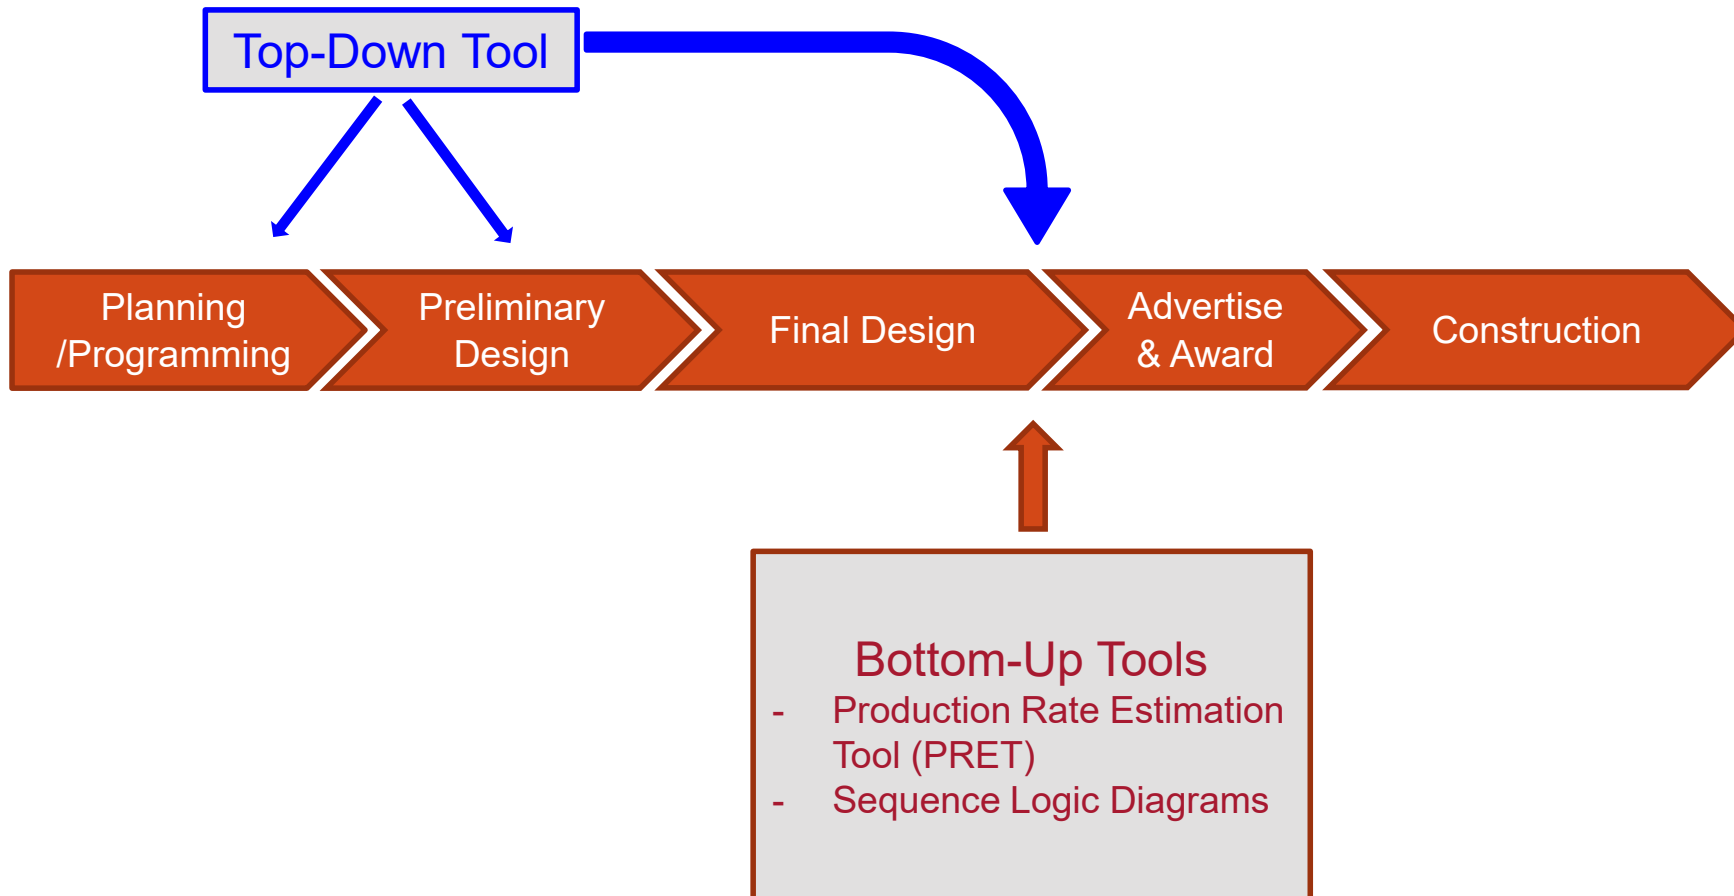 Top-Down Tool
Planning
/Programming
Preliminary
Design
Final Design
Advertise
& Award
Construction
Bottom-Up Tools
- Production Rate Estimation
Tool (PRET)
- Sequence Logic Diagrams